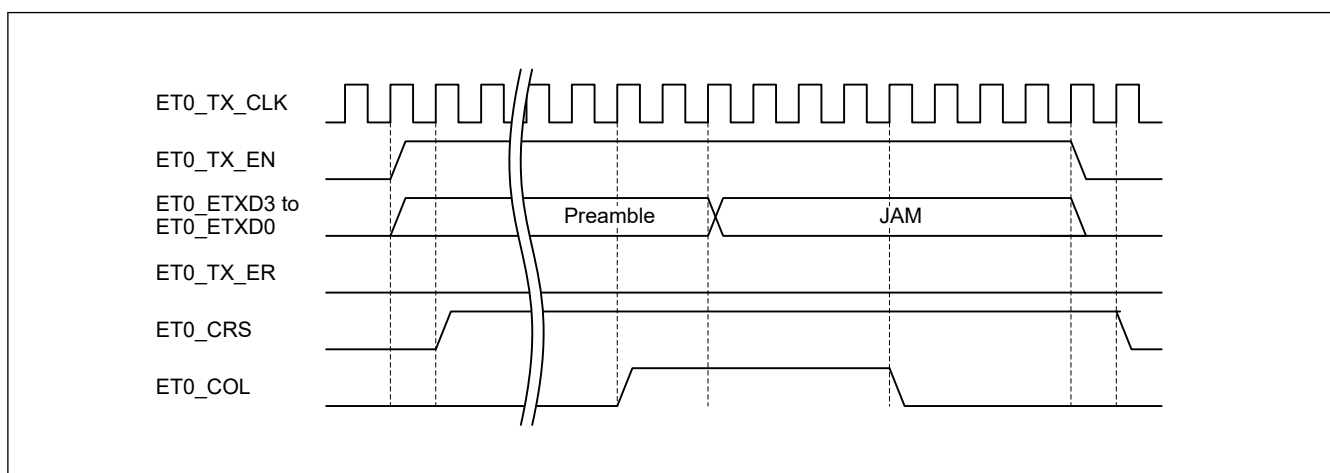 ET0_TX_CLK
ET0_TX_EN
ET0_ETXD3 to
ET0_ETXD0
Preamble
JAM
ET0_TX_ER
ET0_CRS
ET0_COL